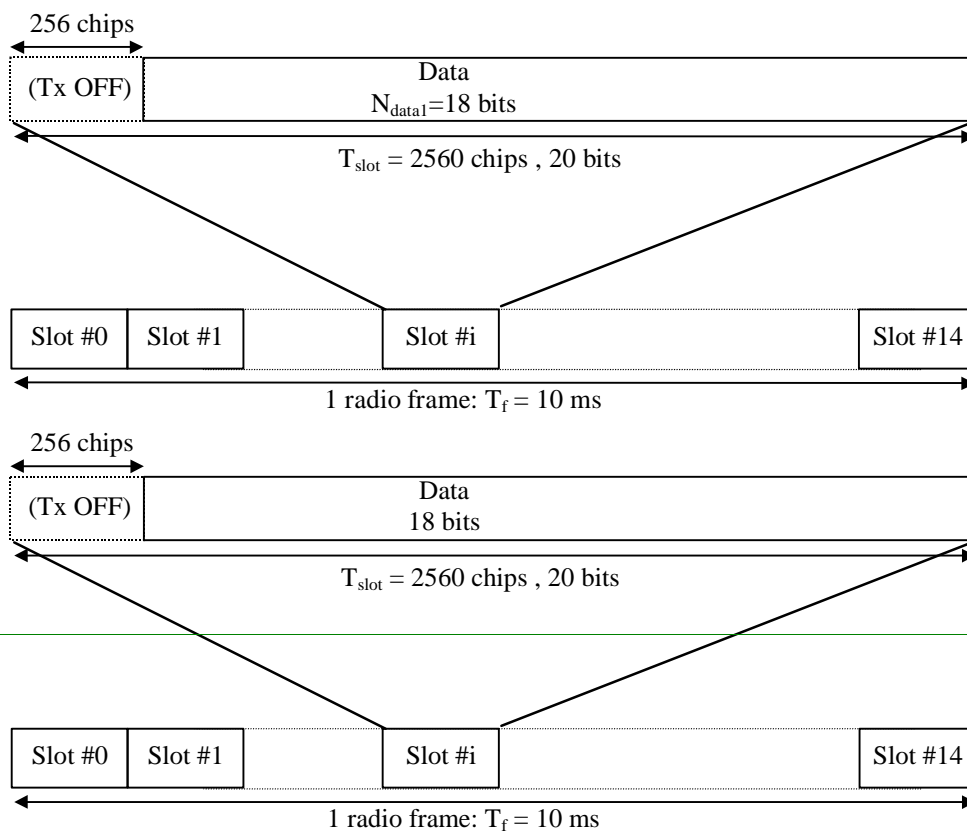 256 chips
(Tx OFF)
Data
N_data1=18 bits
T_slot = 2560 chips , 20 bits
Slot #0 Slot #1 Slot #i Slot #14
1 radio frame: T_f = 10 ms
256 chips
(Tx OFF)
Data
18 bits
T_slot = 2560 chips , 20 bits
Slot #0 Slot #1 Slot #i Slot #14
1 radio frame: T_f = 10 ms